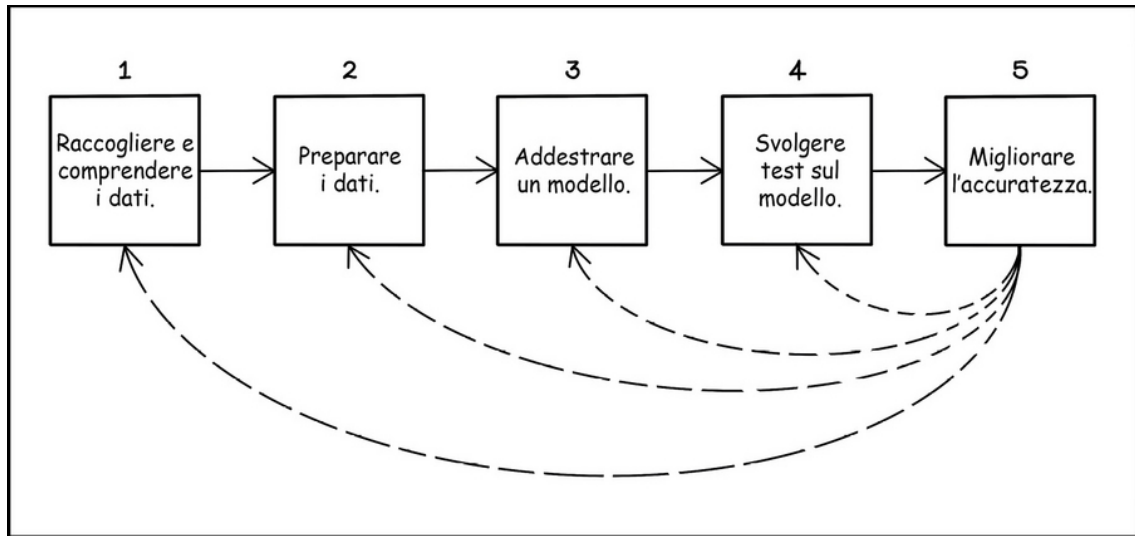 1
Raccogliere e
comprendere
i dati.
2
Preparare
i dati.
3
Addestrare
un modello.
4
Svolgere
test sul
modello.
5
Migliorare
l'accuratezza.